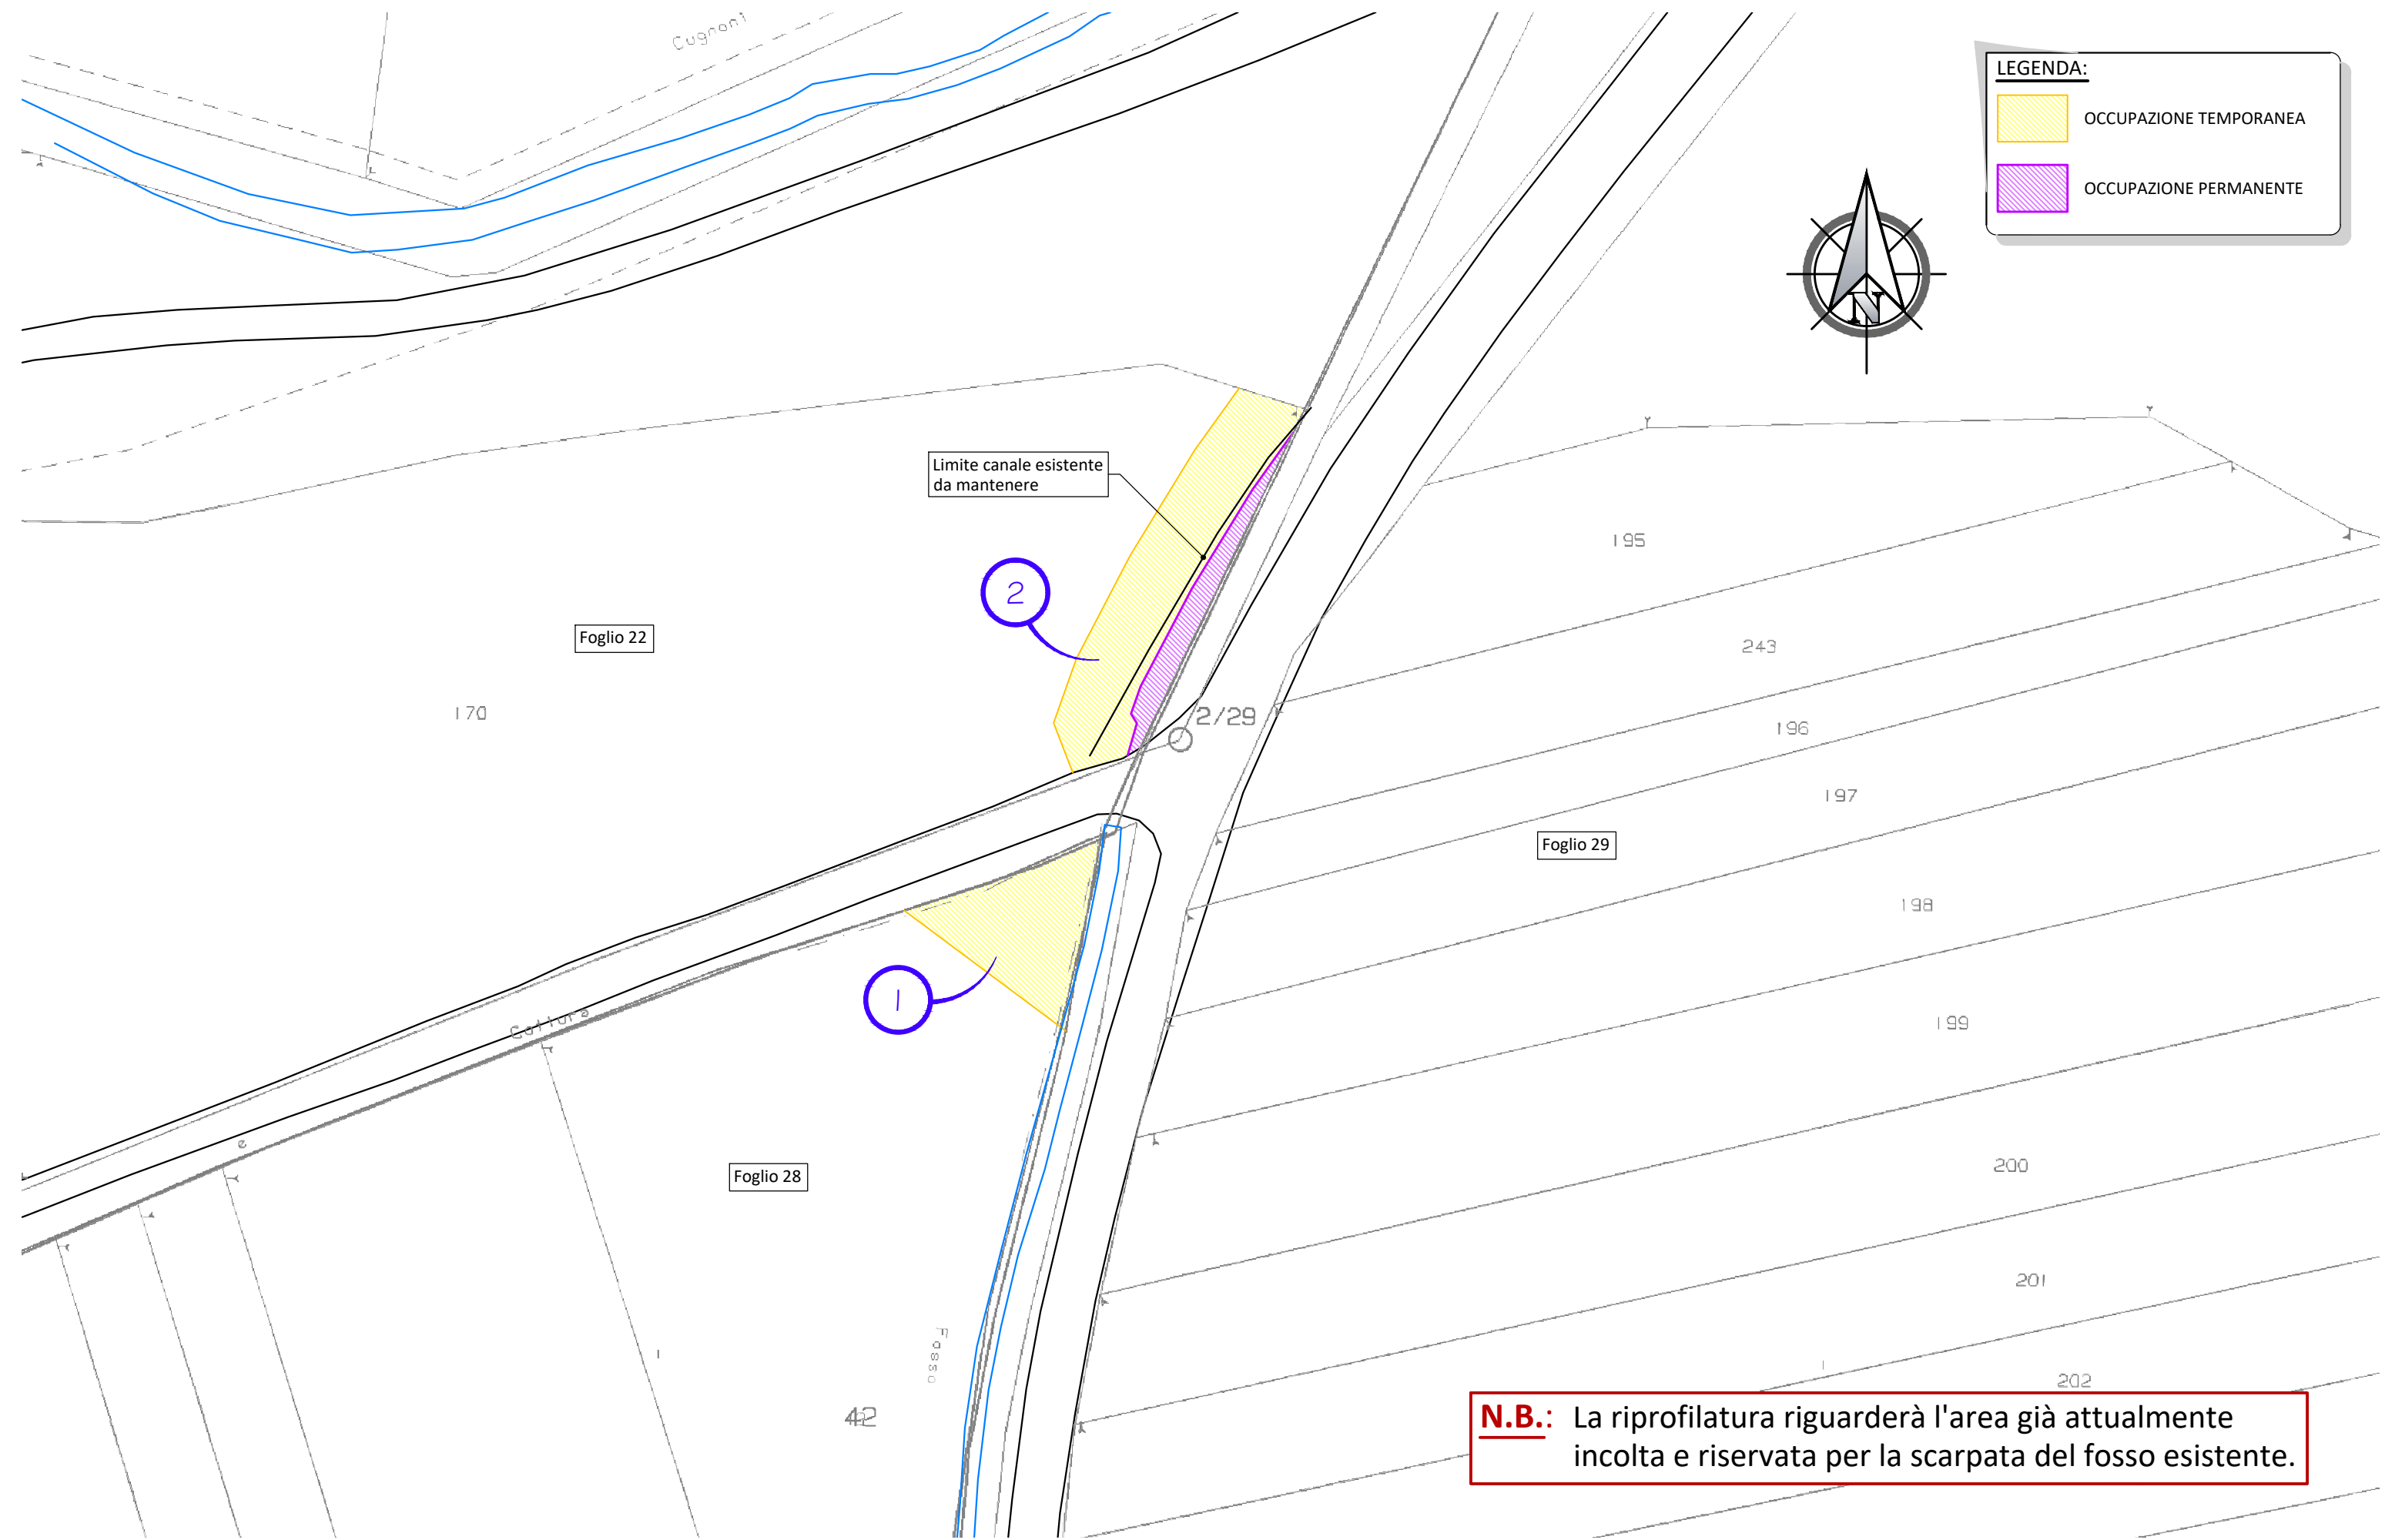 Cugnoni
LEGENDA:
OCCUPAZIONE TEMPORANEA
OCCUPAZIONE PERMANENTE
N
Limite canale esistente
da mantenere
195
2
Foglio 22
243
170
2/29
196
197
Foglio 29
198
1
199
Coltura
e
200
Foglio 28
201
Fosso
202
42
N.B.: La riprofilatura riguarderà l'area già attualmente
incolta e riservata per la scarpata del fosso esistente.